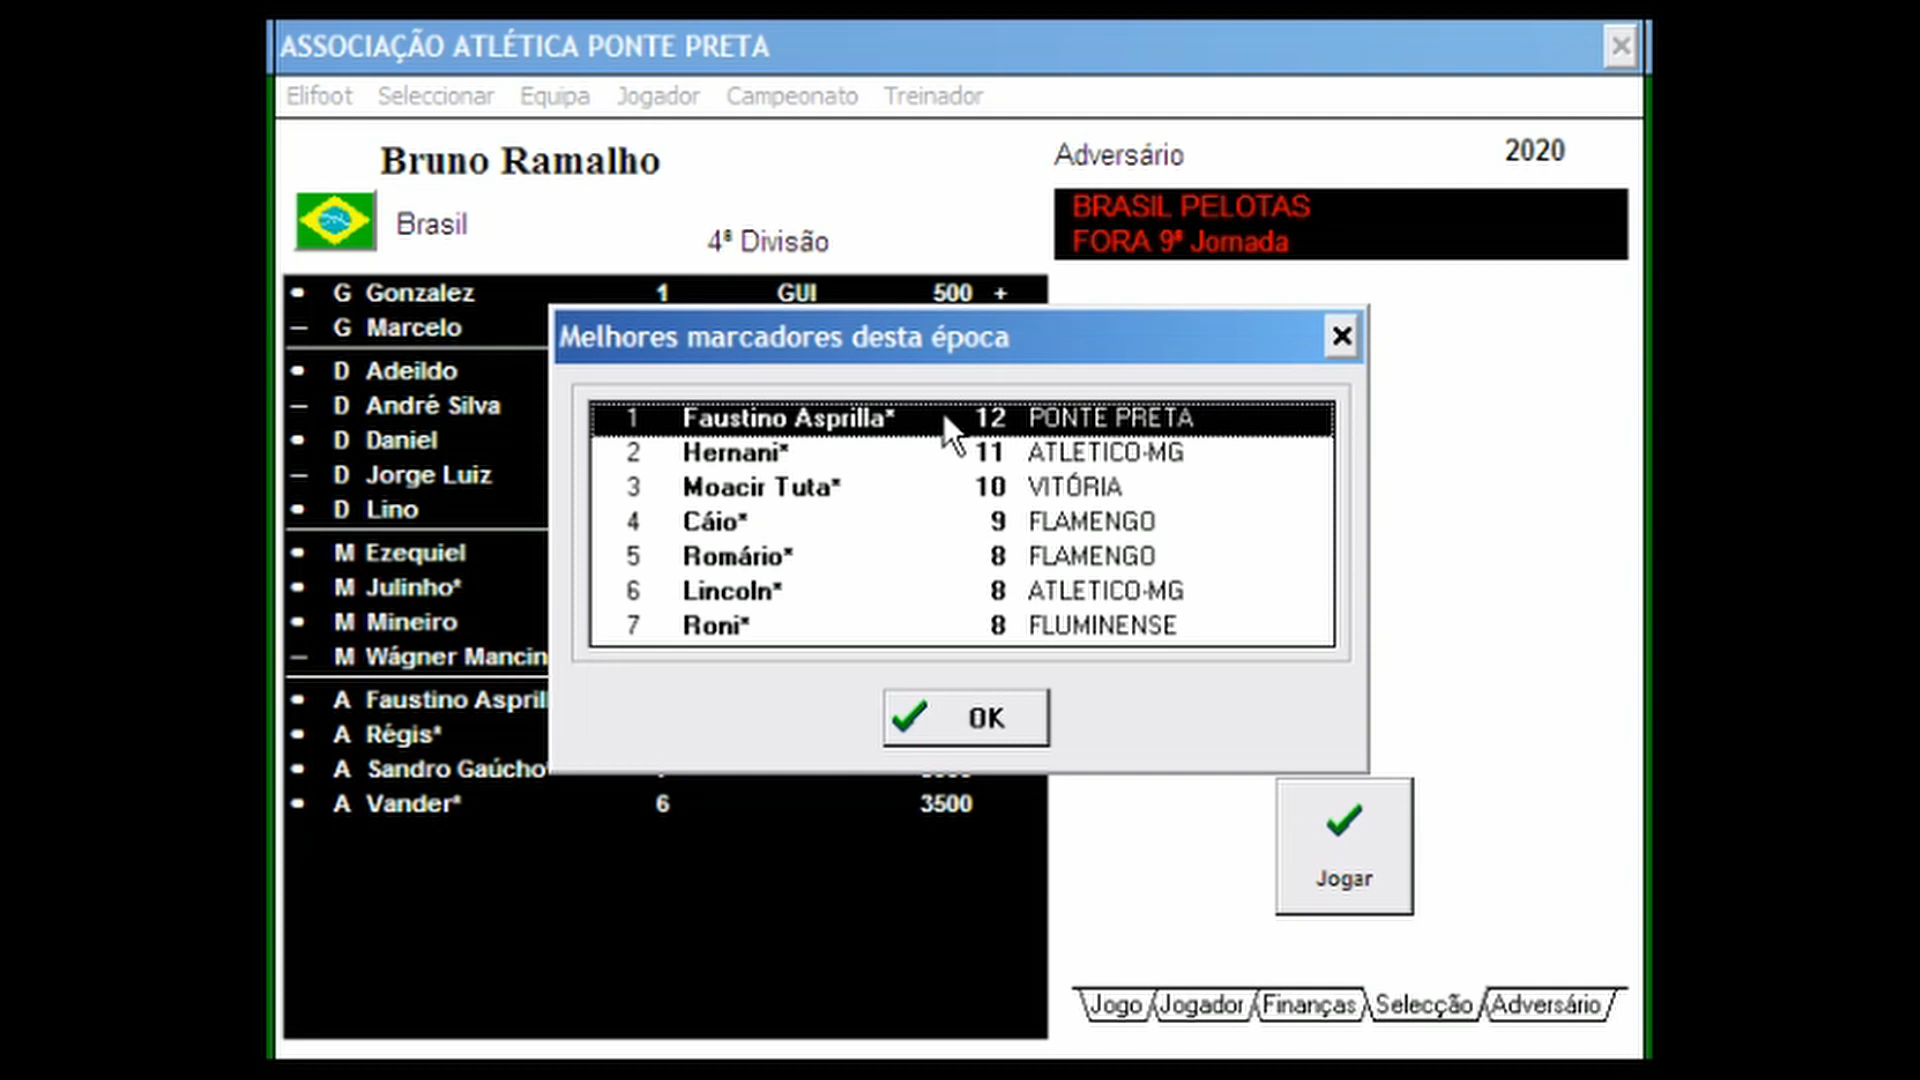 ASSOCIAÇÃO ATLÉTICA PONTE PRETA
Elifoot Seleccionar Equipa Jogador Campeonato Treinador
Bruno Ramalho
Brasil
4ª Divisão
Adversário
2020
BRASIL PELOTAS
FORA 9ª Jornada
G Gonzalez 1 GUI 500 +
G Marcelo
D Adeildo
D André Silva
D Daniel
D Jorge Luiz
D Lino
M Ezequiel
M Julinho*
M Mineiro
M Wágner Mancin
A Faustino Aspril
A Régis*
A Sandro Gaúcho*
A Vander* 6 3500
Melhores marcadores desta época
1 Faustino Asprilla* 12 PONTE PRETA
2 Hernani* 11 ATLETICO-MG
3 Moacir Tuta* 10 VITÓRIA
4 Cáio* 9 FLAMENGO
5 Romário* 8 FLAMENGO
6 Lincoln* 8 ATLETICO-MG
7 Roni* 8 FLUMINENSE
OK
Jogar
Jogo Jogador Finanças Selecção Adversário